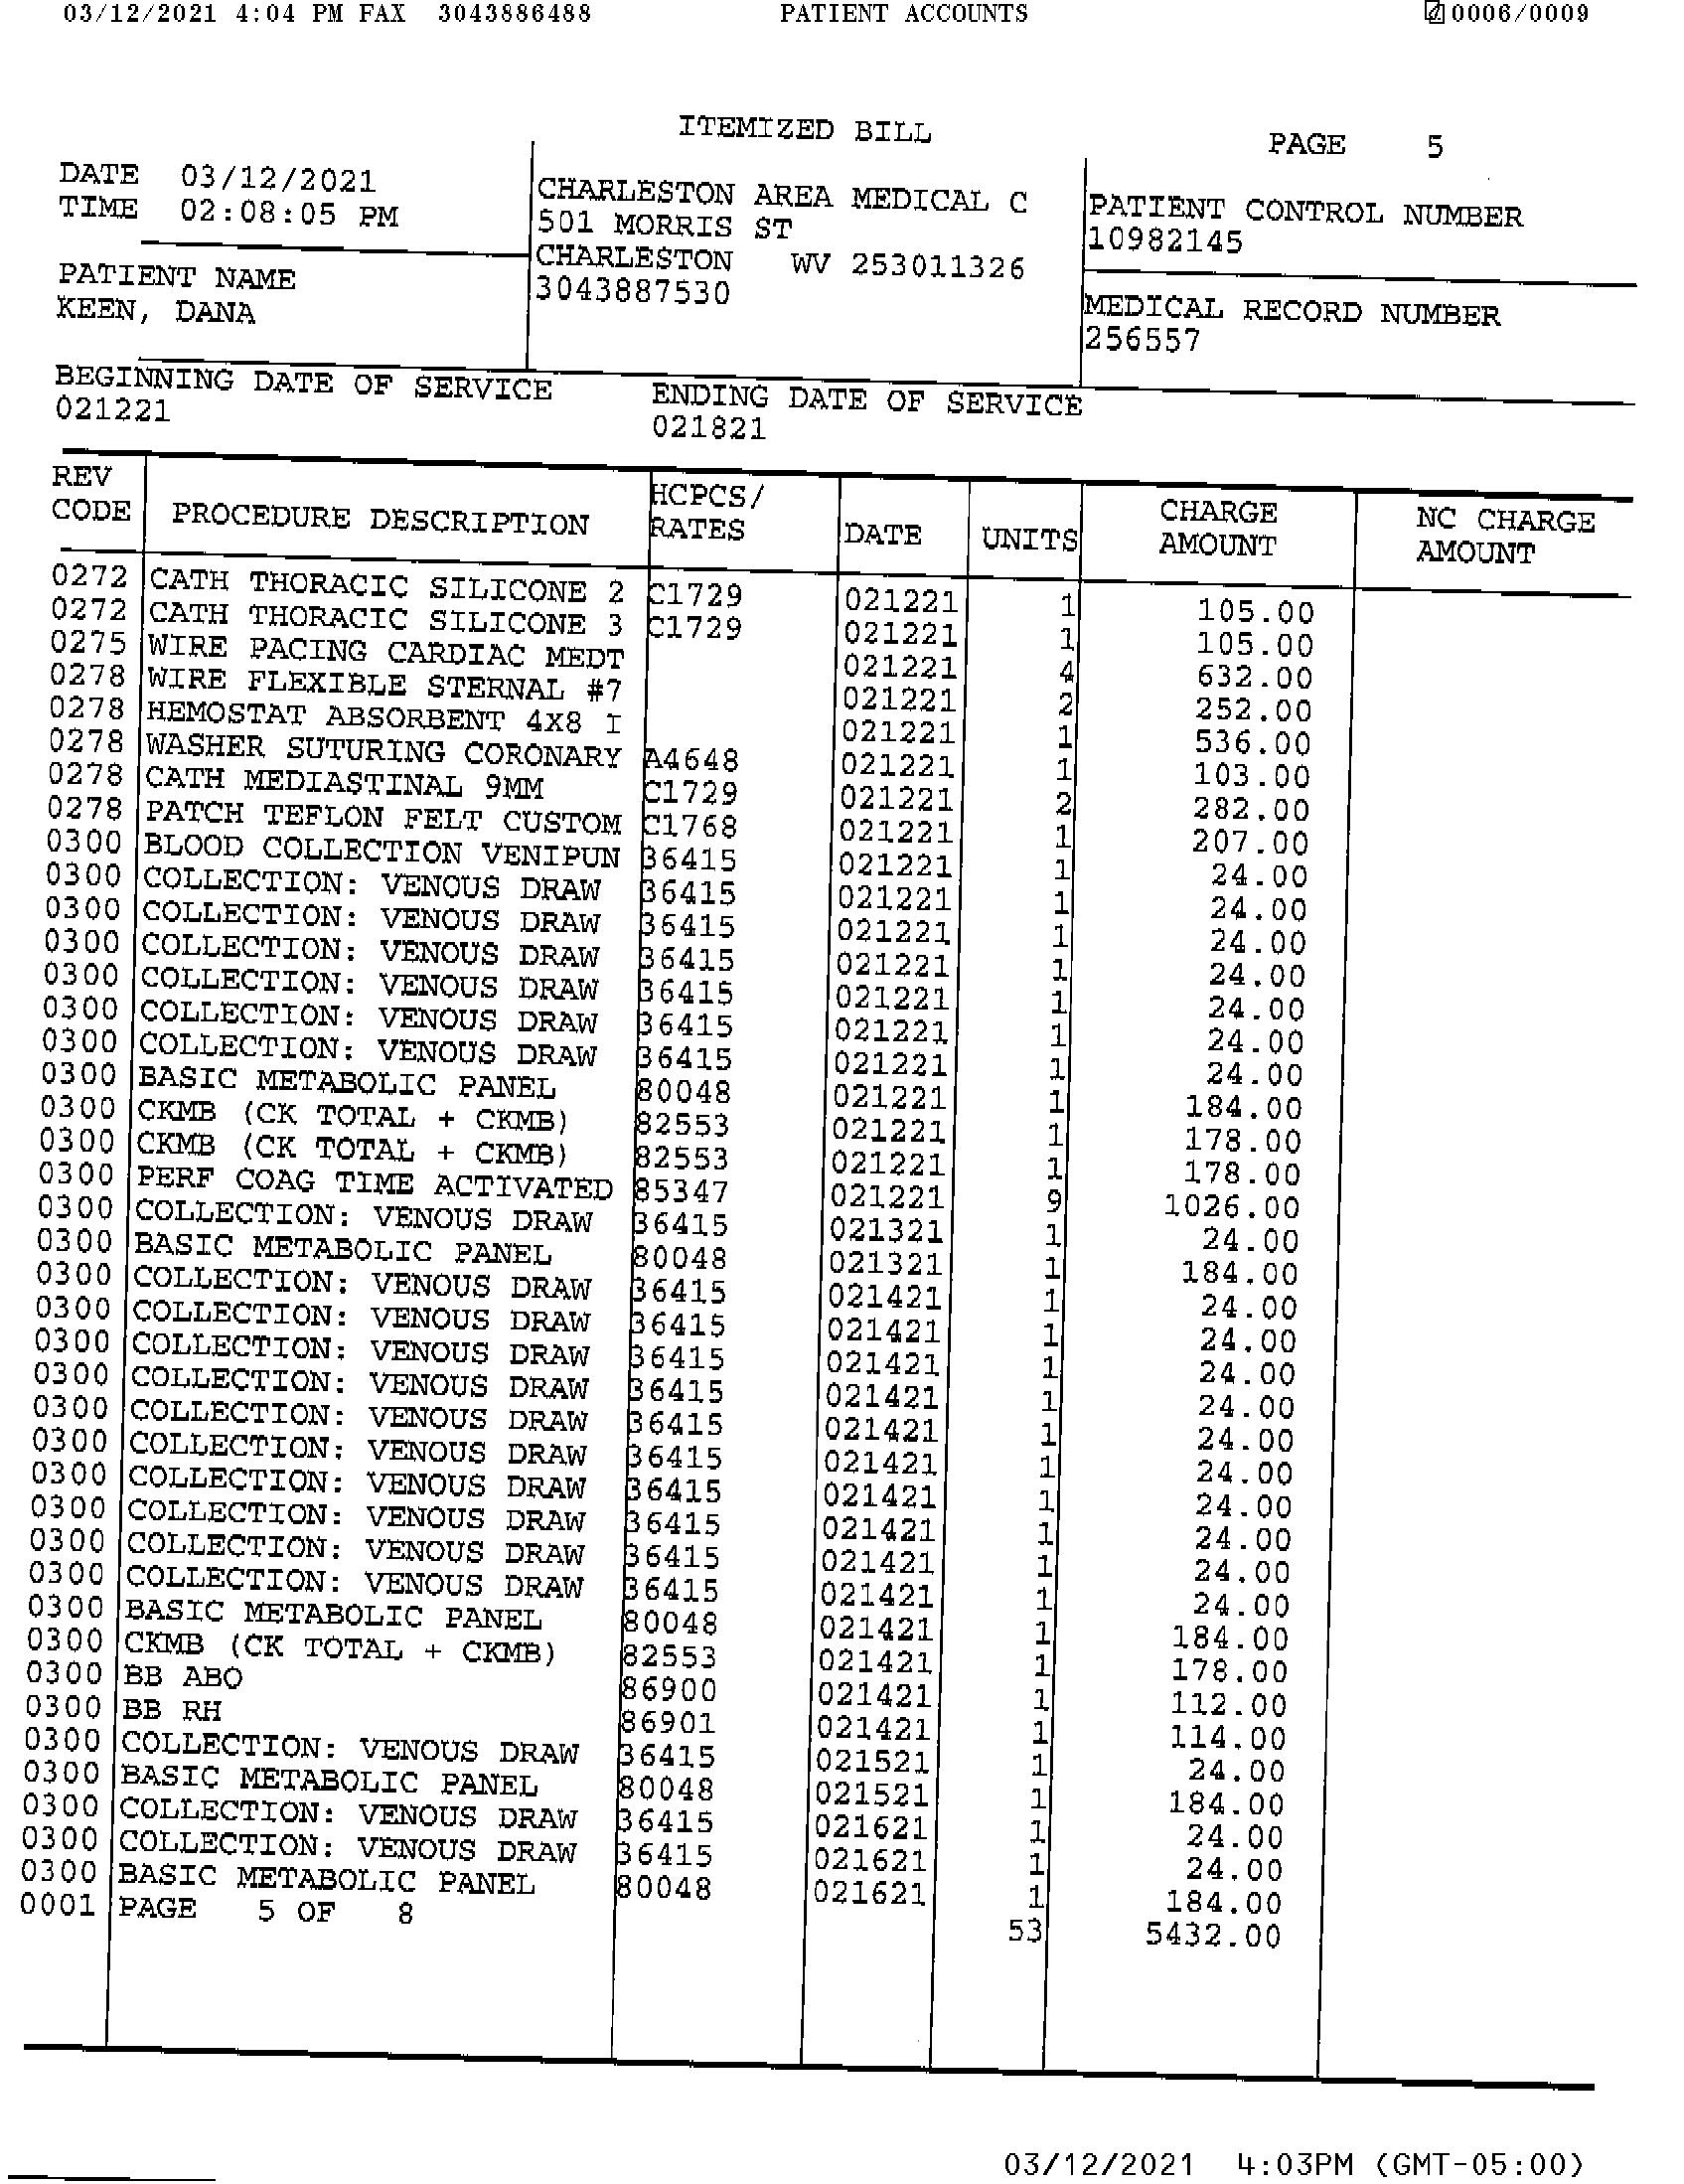 03/12/2021 4:04 PM FAX 3043886488 PATIENT ACCOUNTS 0006/0009
ITEMIZED BILL
PAGE 5
DATE 03/12/2021
TIME 02:08:05 PM
CHARLESTON AREA MEDICAL C
501 MORRIS ST
CHARLESTON WV 253011326
3043887530
PATIENT CONTROL NUMBER
10982145
PATIENT NAME
KEEN, DANA
MEDICAL RECORD NUMBER
256557
BEGINNING DATE OF SERVICE
021221
ENDING DATE OF SERVICE
021821
REV CODE PROCEDURE DESCRIPTION HCPCS/ RATES DATE UNITS CHARGE AMOUNT NC CHARGE AMOUNT
0272 CATH THORACIC SILICONE 2 C1729 021221 1 105.00
0272 CATH THORACIC SILICONE 3 C1729 021221 1 105.00
0275 WIRE PACING CARDIAC MEDT 021221 4 632.00
0278 WIRE FLEXIBLE STERNAL #7 021221 2 252.00
0278 HEMOSTAT ABSORBENT 4X8 I 021221 1 536.00
0278 WASHER SUTURING CORONARY A4648 021221 1 103.00
0278 CATH MEDIASTINAL 9MM C1729 021221 2 282.00
0278 PATCH TEFLON FELT CUSTOM C1768 021221 1 207.00
0300 BLOOD COLLECTION VENIPUN 36415 021221 1 24.00
0300 COLLECTION: VENOUS DRAW 36415 021221 1 24.00
0300 COLLECTION: VENOUS DRAW 36415 021221 1 24.00
0300 COLLECTION: VENOUS DRAW 36415 021221 1 24.00
0300 COLLECTION: VENOUS DRAW 36415 021221 1 24.00
0300 COLLECTION: VENOUS DRAW 36415 021221 1 24.00
0300 COLLECTION: VENOUS DRAW 36415 021221 1 24.00
0300 BASIC METABOLIC PANEL 80048 021221 1 184.00
0300 CKMB (CK TOTAL + CKMB) 82553 021221 1 178.00
0300 CKMB (CK TOTAL + CKMB) 82553 021221 1 178.00
0300 PERF COAG TIME ACTIVATED 85347 021221 9 1026.00
0300 COLLECTION: VENOUS DRAW 36415 021321 1 24.00
0300 BASIC METABOLIC PANEL 80048 021321 1 184.00
0300 COLLECTION: VENOUS DRAW 36415 021421 1 24.00
0300 COLLECTION: VENOUS DRAW 36415 021421 1 24.00
0300 COLLECTION: VENOUS DRAW 36415 021421 1 24.00
0300 COLLECTION: VENOUS DRAW 36415 021421 1 24.00
0300 COLLECTION: VENOUS DRAW 36415 021421 1 24.00
0300 COLLECTION: VENOUS DRAW 36415 021421 1 24.00
0300 COLLECTION: VENOUS DRAW 36415 021421 1 24.00
0300 COLLECTION: VENOUS DRAW 36415 021421 1 24.00
0300 COLLECTION: VENOUS DRAW 36415 021421 1 24.00
0300 COLLECTION: VENOUS DRAW 36415 021421 1 24.00
0300 BASIC METABOLIC PANEL 80048 021421 1 184.00
0300 CKMB (CK TOTAL + CKMB) 82553 021421 1 178.00
0300 BB ABO 86900 021421 1 112.00
0300 BB RH 86901 021421 1 114.00
0300 COLLECTION: VENOUS DRAW 36415 021521 1 24.00
0300 BASIC METABOLIC PANEL 80048 021521 1 184.00
0300 COLLECTION: VENOUS DRAW 36415 021621 1 24.00
0300 COLLECTION: VENOUS DRAW 36415 021621 1 24.00
0300 BASIC METABOLIC PANEL 80048 021621 1 184.00
0001 PAGE 5 OF 8 53 5432.00
03/12/2021 4:03PM (GMT-05:00)